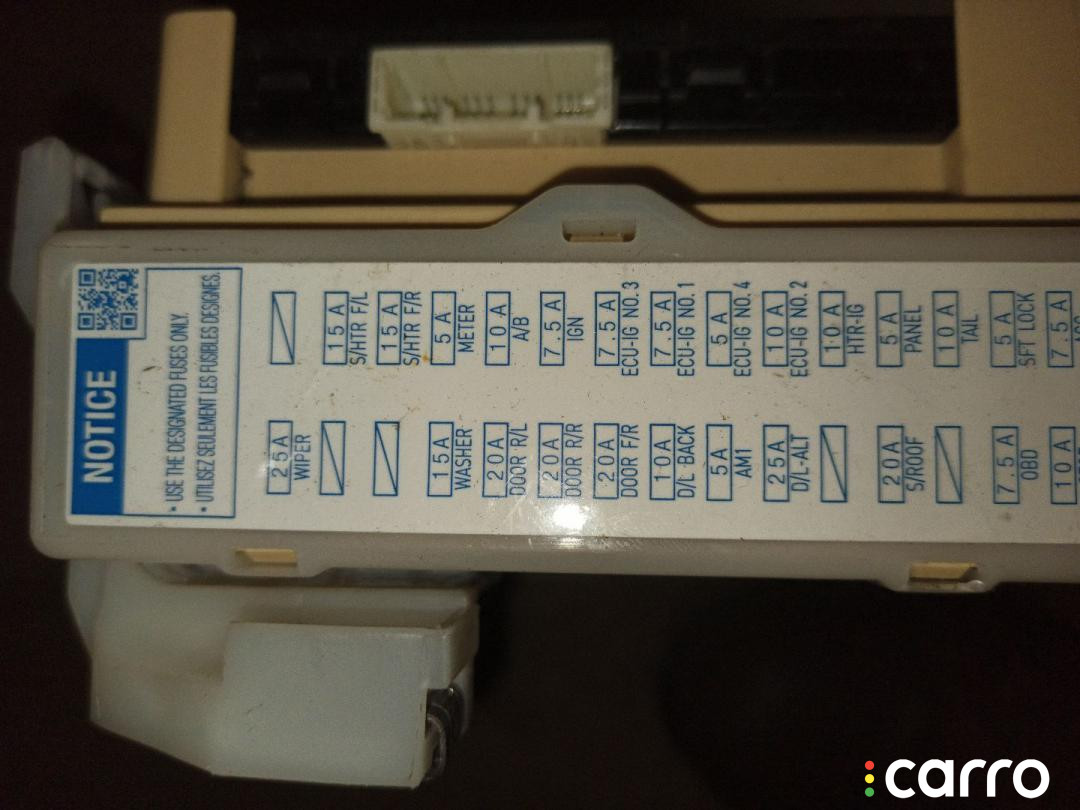 NOTICE
• USE THE DESIGNATED FUSES ONLY.
• UTILISEZ SEULEMENT LES FUSIBLES DESIGNES.
15 A
S/HTR F/L
15 A
S/HTR F/R
5 A
METER
10 A
A/B
7.5 A
IGN
7.5 A
ECU-IG NO.3
7.5 A
ECU-IG NO.1
5 A
ECU-IG NO.4
10 A
ECU-IG NO.2
10 A
HTR-IG
5 A
PANEL
10 A
TAIL
5 A
SFT LOCK
7.5 A
25 A
WIPER
15 A
WASHER
20 A
DOOR R/L
20 A
DOOR R/R
20 A
DOOR F/R
10 A
D/L BACK
5 A
AM1
25 A
D/L-ALT
20 A
S/ROOF
7.5 A
OBD
10 A
carro